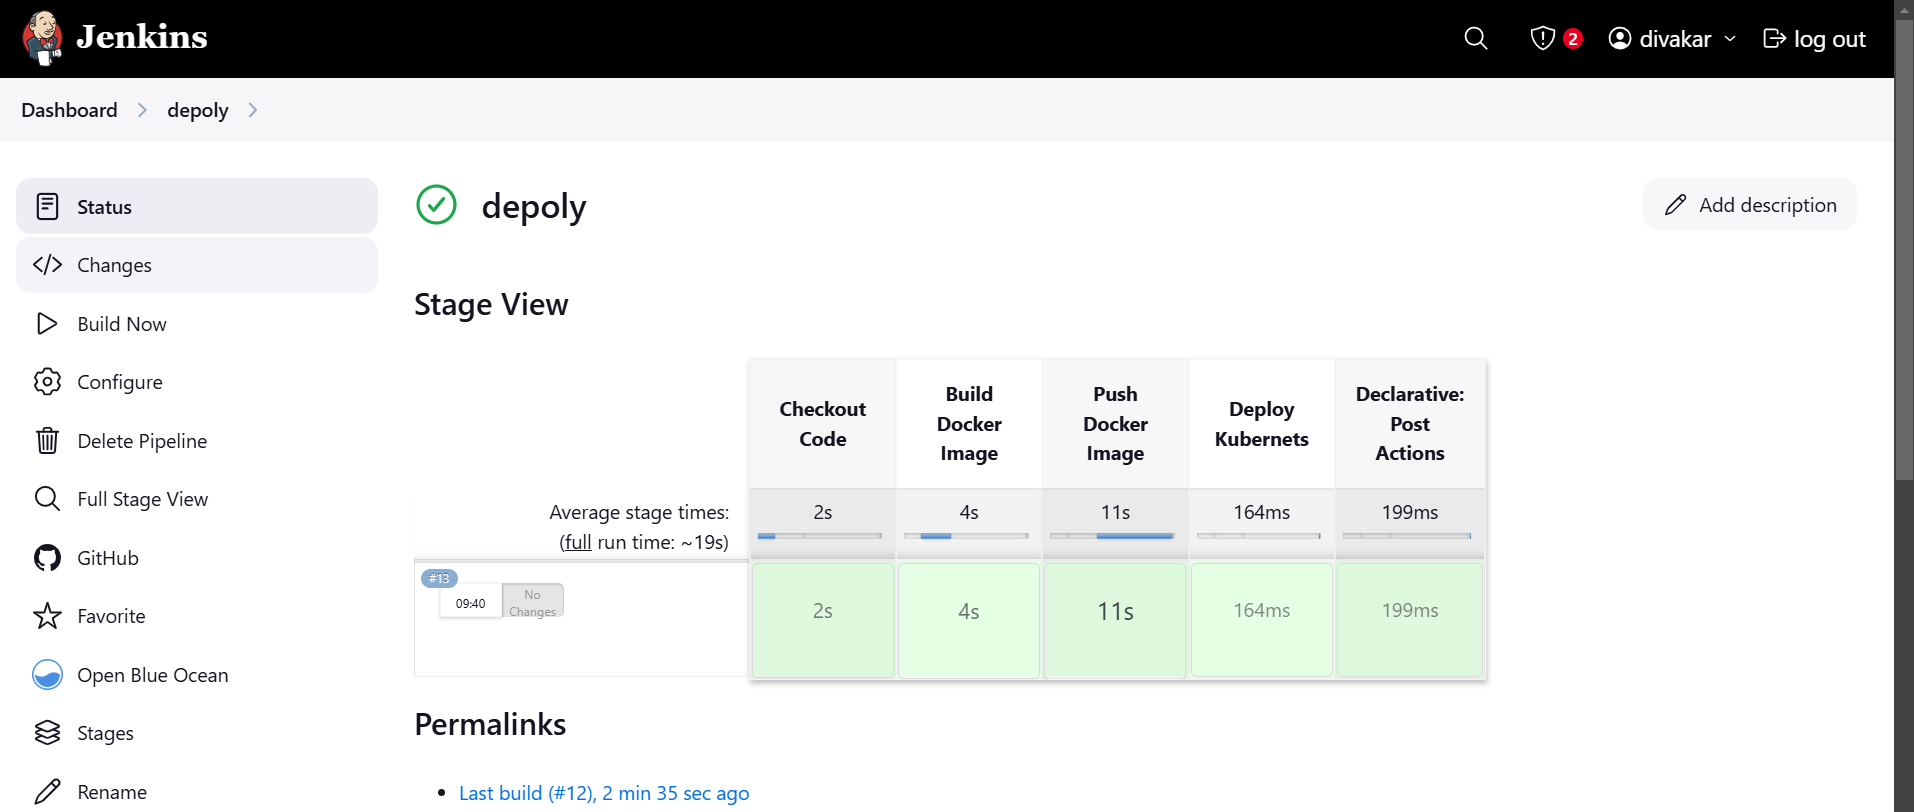 Jenkins
2
divakar
log out
Dashboard
depoly
Status
Changes
Build Now
Configure
Delete Pipeline
Full Stage View
GitHub
Favorite
Open Blue Ocean
Stages
Rename
depoly
Add description
Stage View
Checkout
Code
Build
Docker
Image
Push
Docker
Image
Deploy
Kubernets
Declarative:
Post
Actions
Average stage times:
(full run time: ~19s)
2s
4s
11s
164ms
199ms
#13
09:40
No
Changes
2s
4s
11s
164ms
199ms
Permalinks
Last build (#12), 2 min 35 sec ago